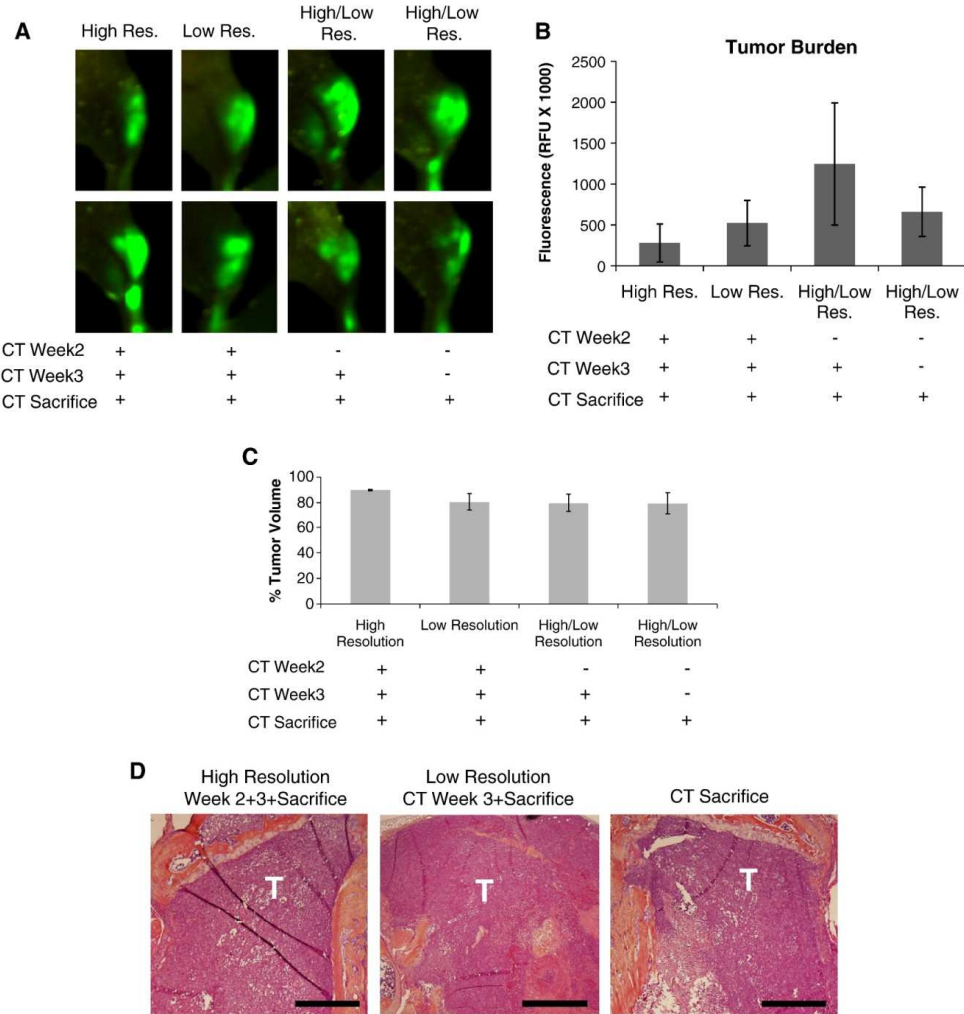 A
High Res.
Low Res.
High/Low
Res.
High/Low
Res.
CT Week2 + + - -
CT Week3 + + + -
CT Sacrifice + + + +
B
Tumor Burden
Fluorescence (RFU X 1000)
2500
2000
1500
1000
500
0
High Res.
Low Res.
High/Low
Res.
High/Low
Res.
CT Week2 + + - -
CT Week3 + + + -
CT Sacrifice + + + +
C
% Tumor Volume
100
80
60
40
20
0
High
Resolution
Low Resolution
High/Low
Resolution
High/Low
Resolution
CT Week2 + + - -
CT Week3 + + + -
CT Sacrifice + + + +
D
High Resolution
Week 2+3+Sacrifice
Low Resolution
CT Week 3+Sacrifice
CT Sacrifice
T
T
T